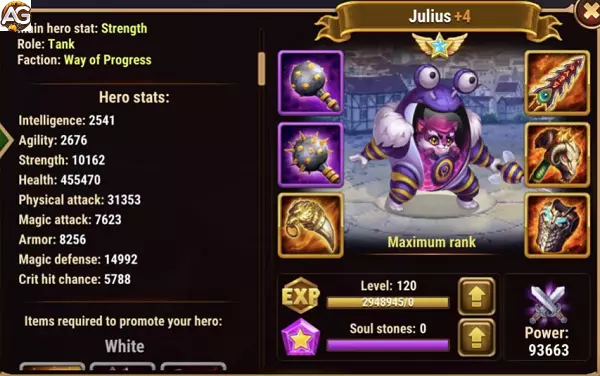 AG
Main hero stat: Strength
Role: Tank
Faction: Way of Progress
Hero stats:
Intelligence: 2541
Agility: 2676
Strength: 10162
Health: 455470
Physical attack: 31353
Magic attack: 7623
Armor: 8256
Magic defense: 14992
Crit hit chance: 5788
Items required to promote your hero:
White
Julius +4
Maximum rank
EXP
Level: 120
2948945/0
Soul stones: 0
Power:
93663